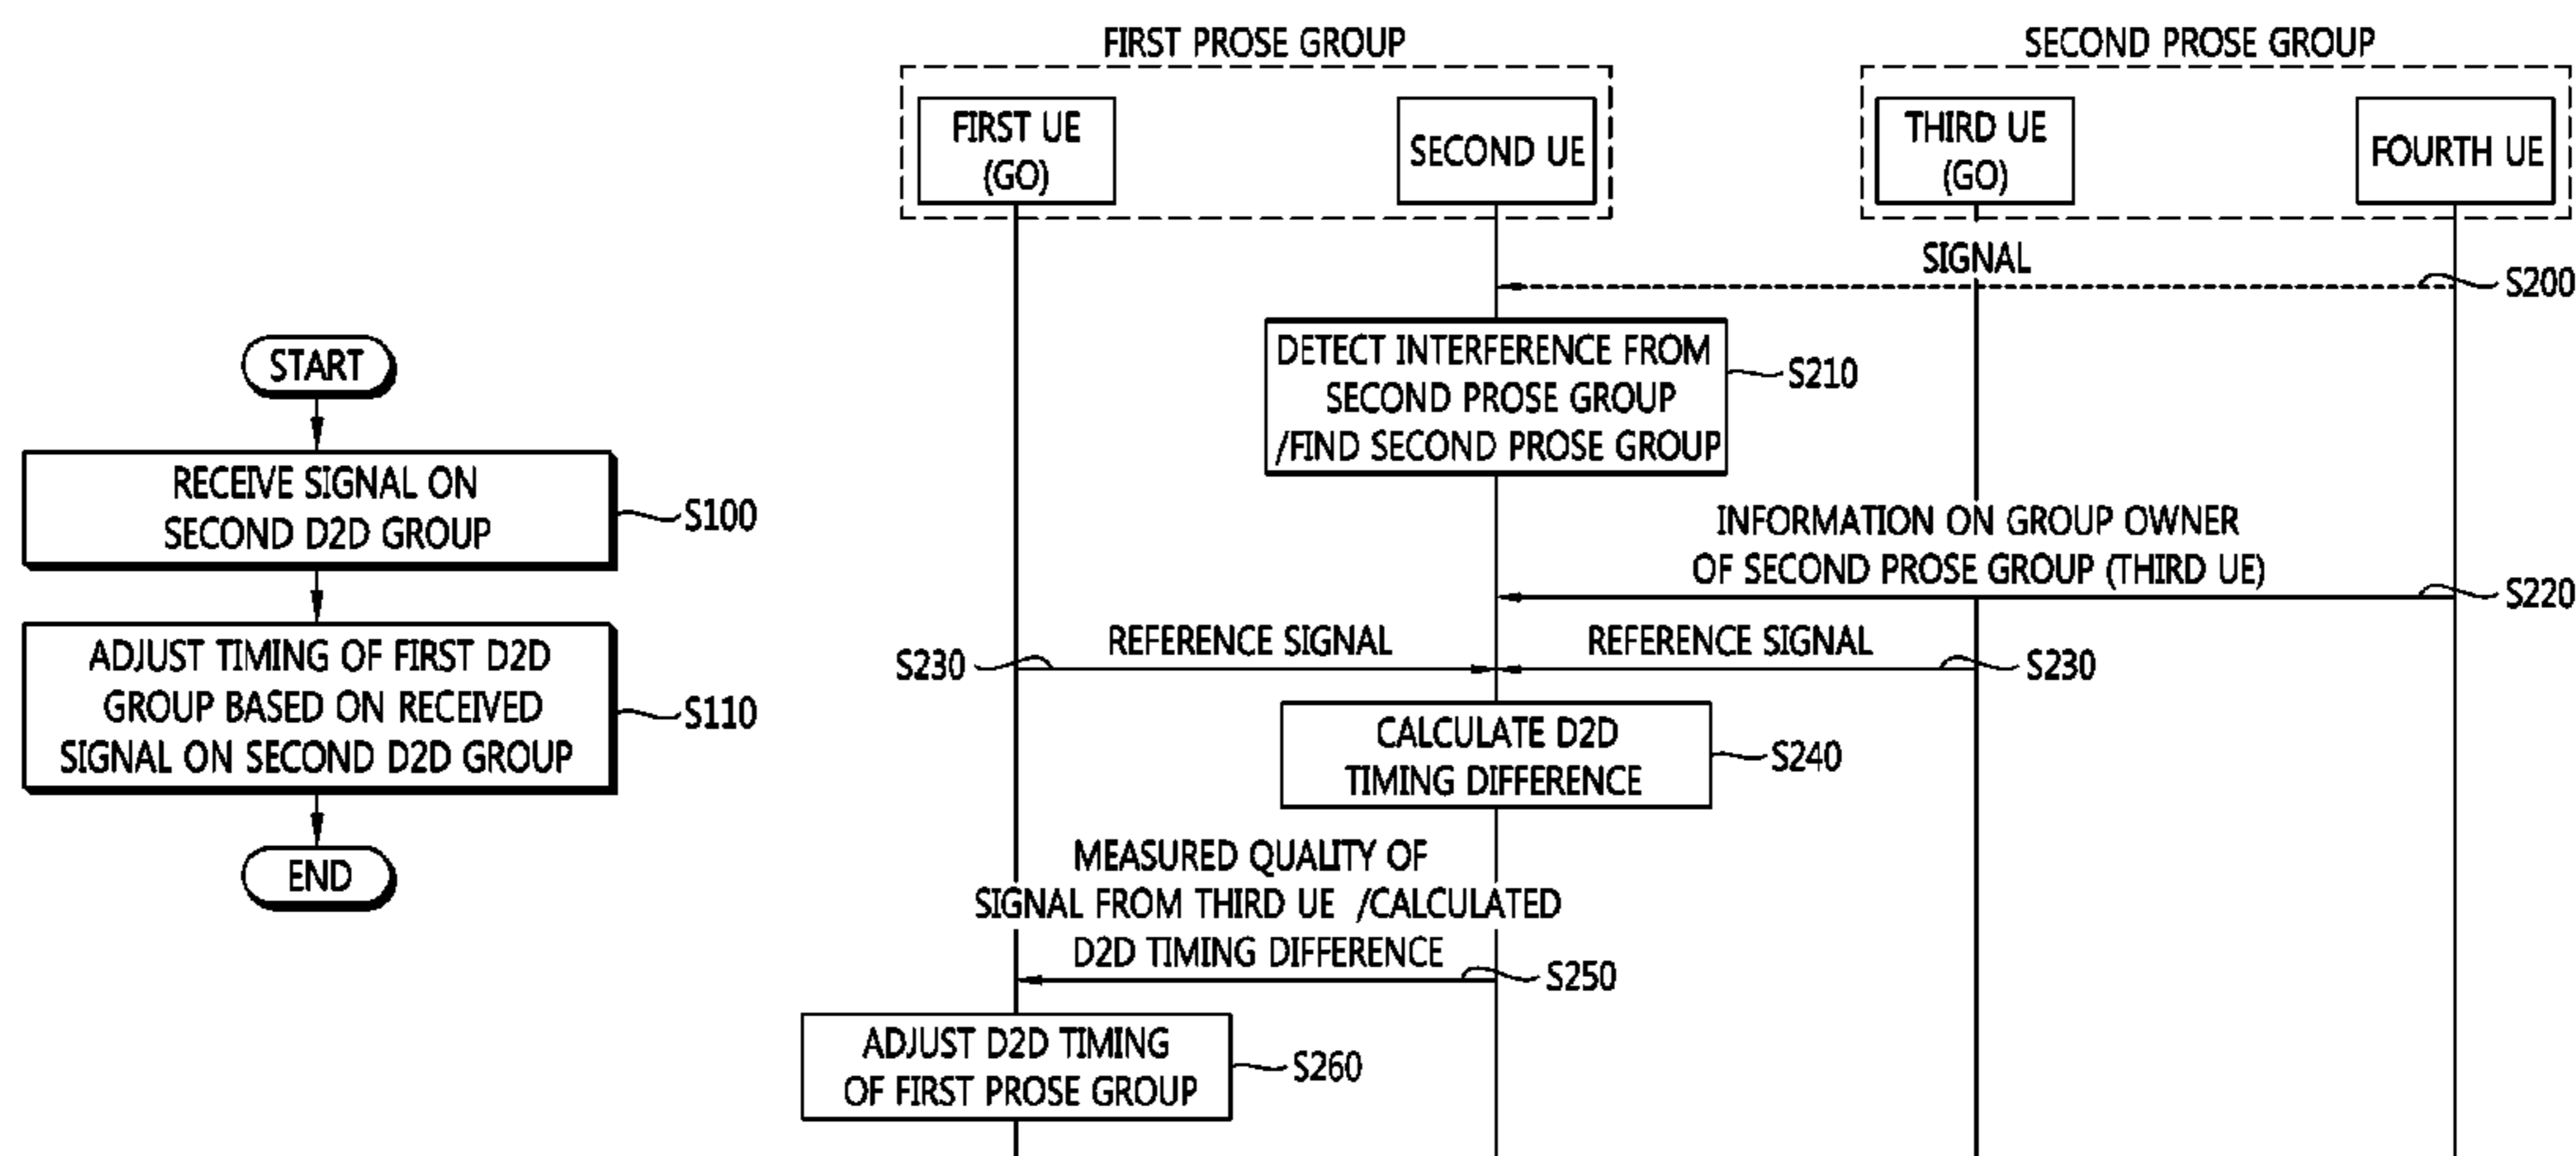 START
RECEIVE SIGNAL ON
SECOND D2D GROUP
S100
ADJUST TIMING OF FIRST D2D
GROUP BASED ON RECEIVED
SIGNAL ON SECOND D2D GROUP
S110
END
FIRST PROSE GROUP
SECOND PROSE GROUP
FIRST UE
(GO)
SECOND UE
THIRD UE
(GO)
FOURTH UE
SIGNAL
S200
DETECT INTERFERENCE FROM
SECOND PROSE GROUP
/FIND SECOND PROSE GROUP
S210
INFORMATION ON GROUP OWNER
OF SECOND PROSE GROUP (THIRD UE)
S220
S230
REFERENCE SIGNAL
REFERENCE SIGNAL
S230
CALCULATE D2D
TIMING DIFFERENCE
S240
MEASURED QUALITY OF
SIGNAL FROM THIRD UE /CALCULATED
D2D TIMING DIFFERENCE
S250
ADJUST D2D TIMING
OF FIRST PROSE GROUP
S260